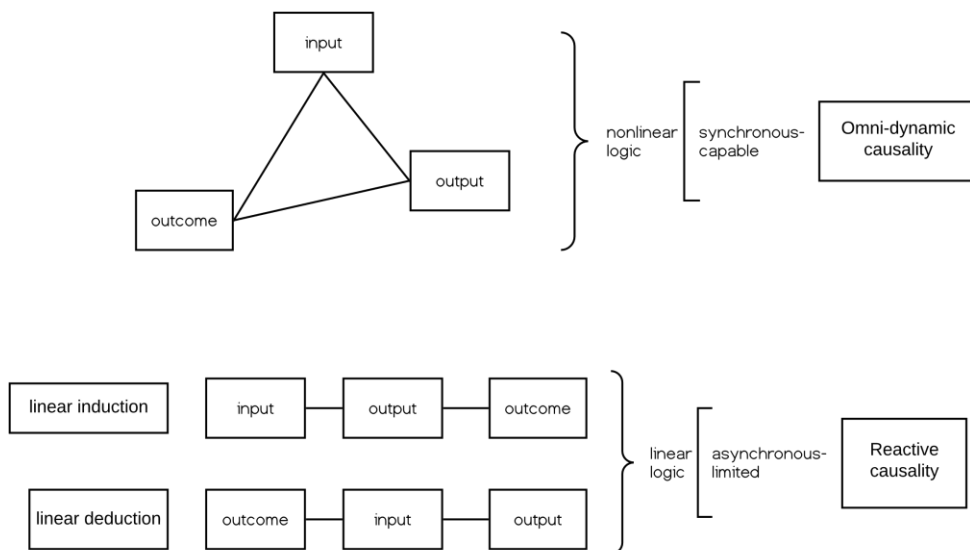 input
output
outcome
nonlinear
logic
synchronous-
capable
Omni-dynamic
causality
linear induction
input
output
outcome
linear deduction
outcome
input
output
linear
logic
asynchronous-
limited
Reactive
causality